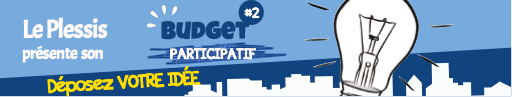 Le Plessis
présente son
BUDGET #2
PARTICIPATIF
Déposez VOTRE IDÉE